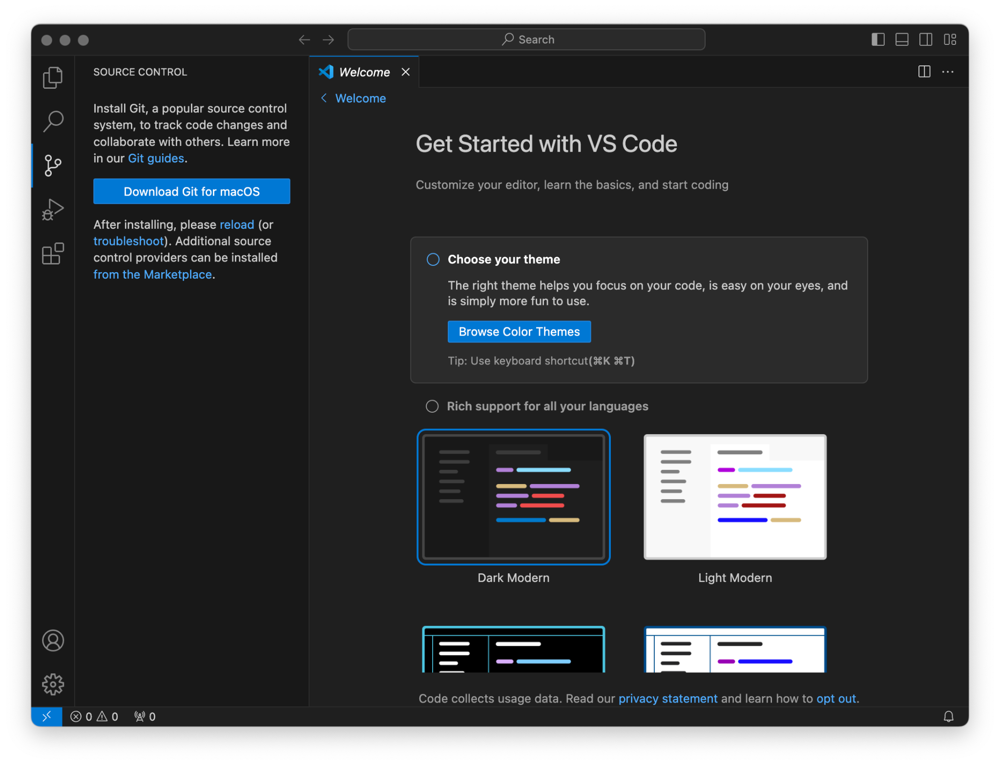 Search
SOURCE CONTROL
Install Git, a popular source control
system, to track code changes and
collaborate with others. Learn more
in our Git guides.
Download Git for macOS
After installing, please reload (or
troubleshoot). Additional source
control providers can be installed
from the Marketplace.
Welcome
Welcome
Get Started with VS Code
Customize your editor, learn the basics, and start coding
Choose your theme
The right theme helps you focus on your code, is easy on your eyes, and
is simply more fun to use.
Browse Color Themes
Tip: Use keyboard shortcut(⌘K ⌘T)
Rich support for all your languages
Dark Modern
Light Modern
Code collects usage data. Read our privacy statement and learn how to opt out.
0 0 0